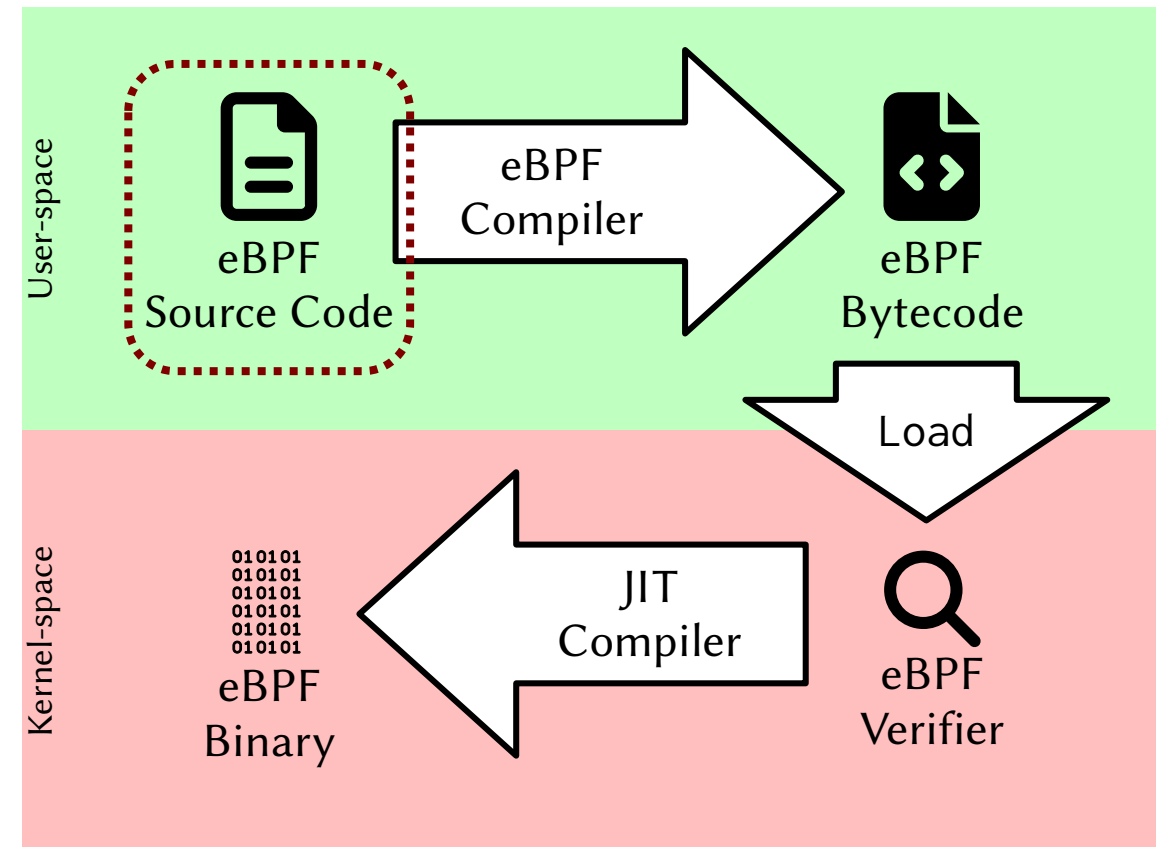 User-space
eBPF
Source Code
eBPF
Compiler
eBPF
Bytecode
Load
Kernel-space
010101
010101
010101
010101
010101
010101
eBPF
Binary
JIT
Compiler
eBPF
Verifier